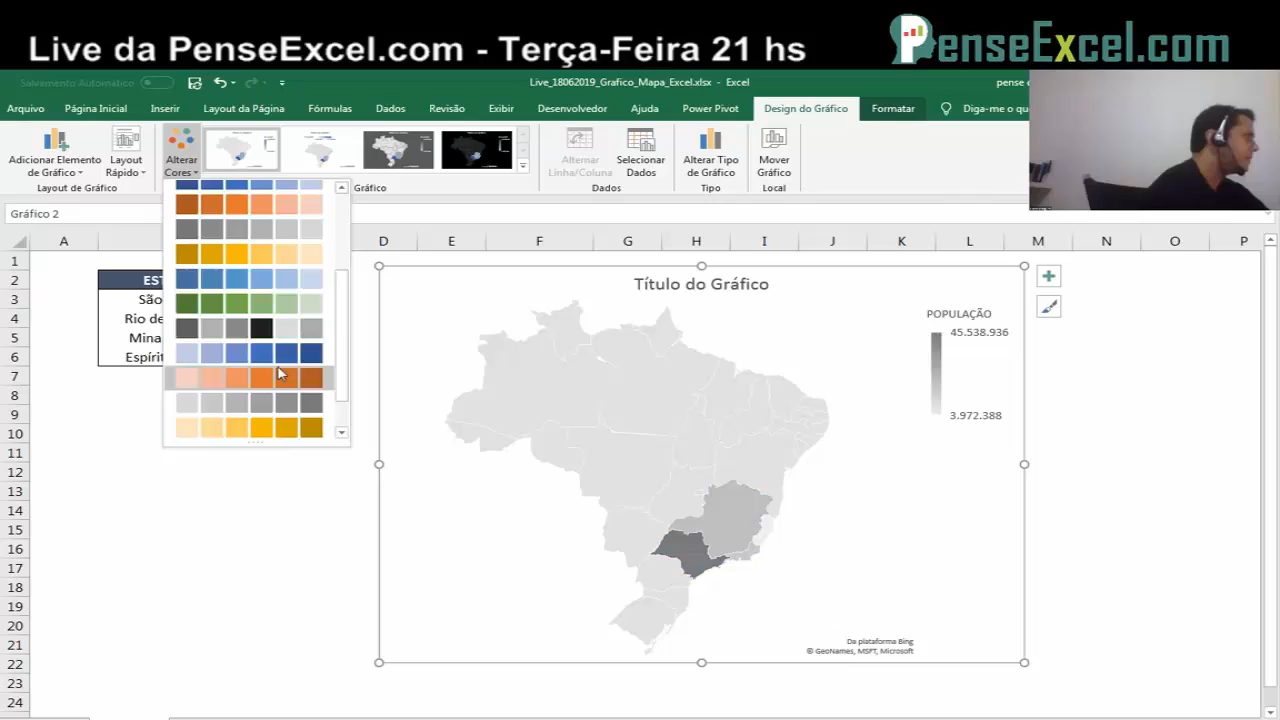 Live da PenseExcel.com - Terça-Feira 21 hs
PenseExcel.com
Salvamento Automático
Live_18062019_Grafico_Mapa_Excel.xlsx - Excel
pense
Arquivo Página Inicial Inserir Layout da Página Fórmulas Dados Revisão Exibir Desenvolvedor Ajuda Power Pivot Design do Gráfico Formatar Diga-me o qu
Adicionar Elemento de Gráfico
Layout Rápido
Layout de Gráfico
Alterar Cores
Gráfico
Alternar Linha/Coluna
Selecionar Dados
Dados
Alterar Tipo de Gráfico
Tipo
Mover Gráfico
Local
Gráfico 2
A D E F G H I J K L M N O P
1
2 EST
3 São
4 Rio de
5 Mina
6 Espírit
7
8
9
10
11
12
13
14
15
16
17
18
19
20
21
22
23
24
Título do Gráfico
POPULAÇÃO
45.538.936
3.972.388
Da plataforma Bing
© GeoNames, MSFT, Microsoft